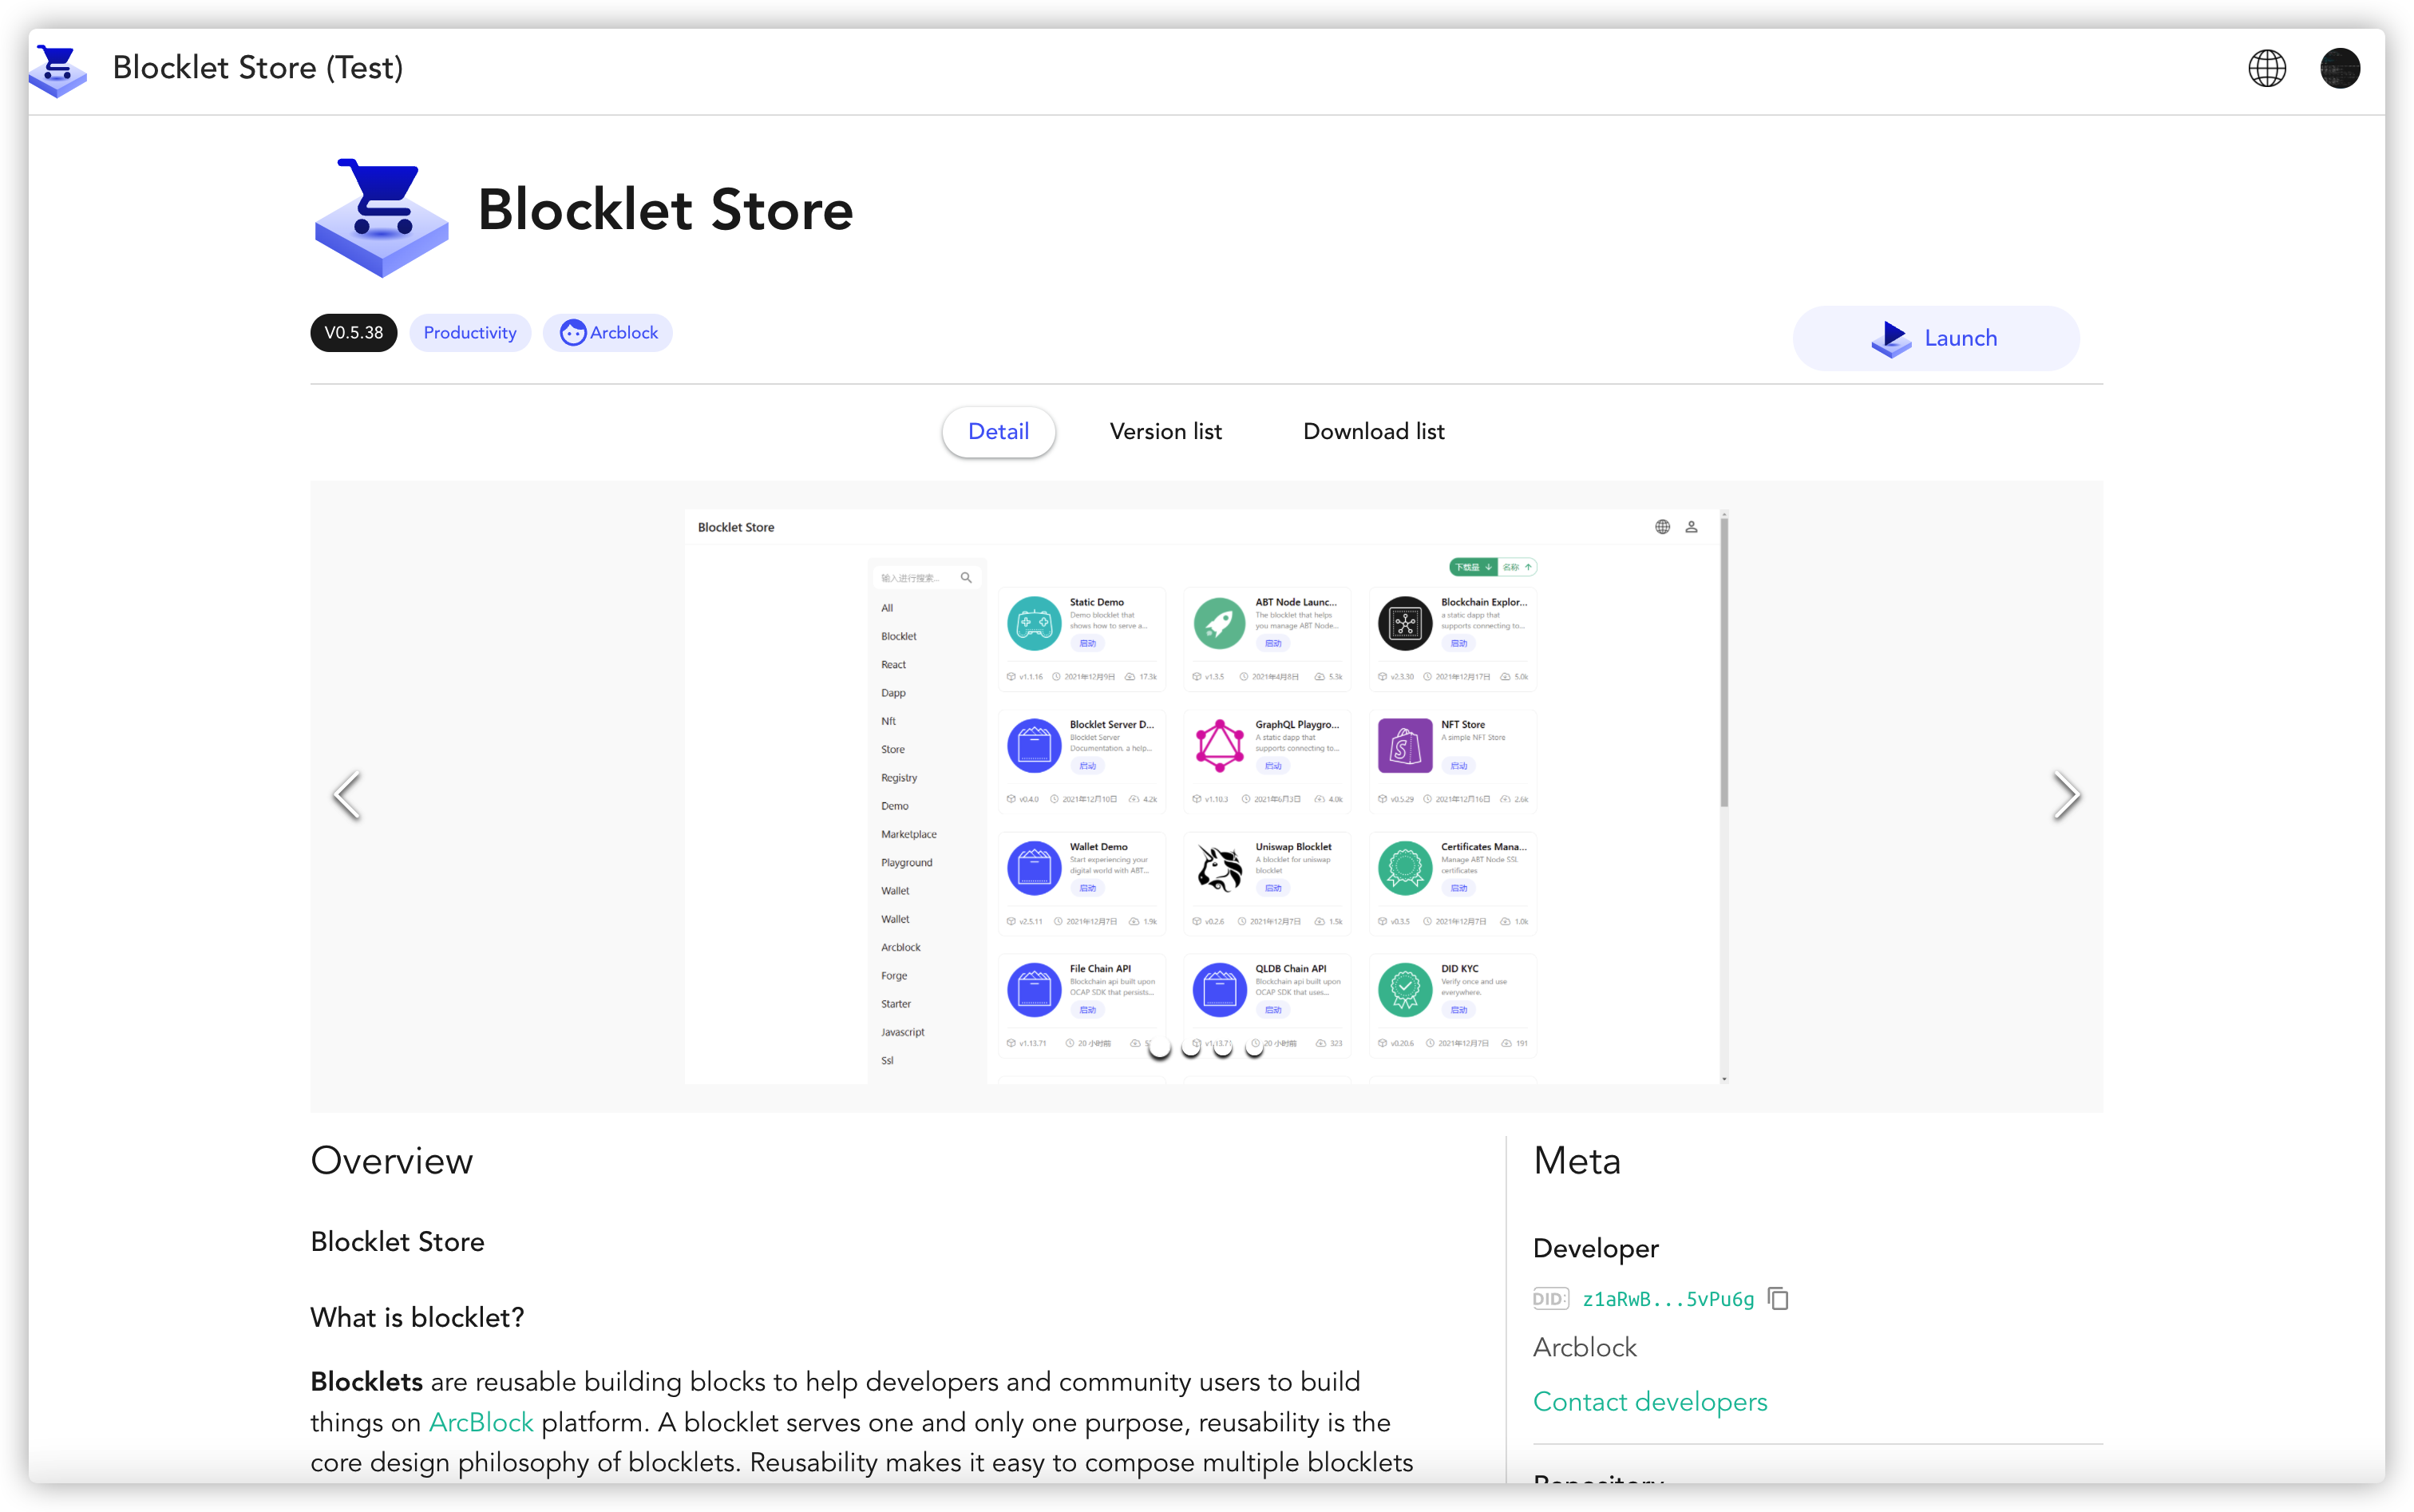 Blocklet Store (Test)
Blocklet Store
V0.5.38
Productivity
Arcblock
Launch
Detail
Version list
Download list
Blocklet Store
输入进行搜索...
All
Blocklet
React
Dapp
Nft
Store
Registry
Demo
Marketplace
Playground
Wallet
Wallet
Arcblock
Forge
Starter
Javascript
Ssl
下载量
名称
Static Demo
Demo blocklet that
shows how to serve a...
启动
v1.1.16 2021年12月9日 17.3k
ABT Node Launc...
The blocklet that helps
you manage ABT Node...
启动
v1.3.5 2021年4月8日 5.3k
Blockchain Explor...
a static dapp that
supports connecting to...
启动
v2.3.30 2021年12月17日 5.0k
Blocklet Server D...
Blocklet Server
Documentation, a help...
启动
v0.4.0 2021年12月10日 4.2k
GraphQL Playgro...
A static dapp that
supports connecting to...
启动
v1.10.3 2021年6月3日 4.0k
NFT Store
A simple NFT Store
启动
v0.5.29 2021年12月16日 2.6k
Wallet Demo
Start experiencing your
digital world with ABT...
启动
v2.5.11 2021年12月7日 1.9k
Uniswap Blocklet
A blocklet for uniswap
blocklet
启动
v0.2.6 2021年12月7日 1.5k
Certificates Mana...
Manage ABT Node SSL
certificates
启动
v0.3.5 2021年12月7日 1.0k
File Chain API
Blockchain api built upon
OCAP SDK that persists...
启动
v1.13.71 20 小时前
QLDB Chain API
Blockchain api built upon
OCAP SDK that uses...
启动
v1.13.71 20 小时前 323
DID KYC
Verify once and use
everywhere.
启动
v0.20.6 2021年12月7日 191
Overview
Blocklet Store
What is blocklet?
Blocklets are reusable building blocks to help developers and community users to build
things on ArcBlock platform. A blocklet serves one and only one purpose, reusability is the
core design philosophy of blocklets. Reusability makes it easy to compose multiple blocklets
Meta
Developer
DID: z1aRwB...5vPu6g
Arcblock
Contact developers
Repository